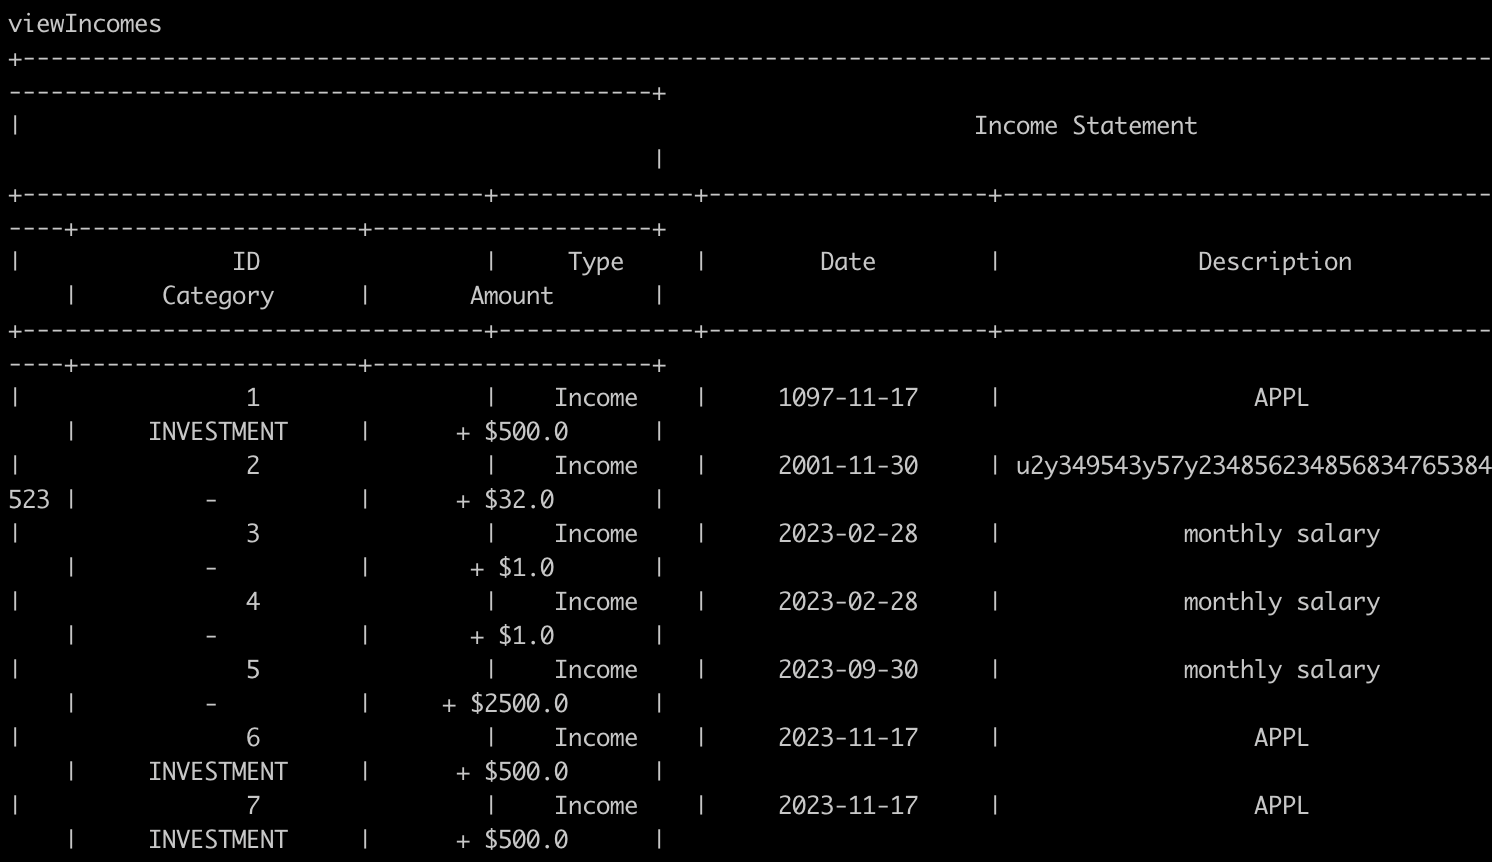 viewIncomes
+---------------------------------------------------------------------------------------------------------
----------------------------------------------+
| Income Statement
|
+---------------------------------+--------------+--------------------+-----------------------------------
----+--------------------+--------------------+
| ID | Type | Date | Description
| Category | Amount |
+---------------------------------+--------------+--------------------+-----------------------------------
----+--------------------+--------------------+
| 1 | Income | 1097-11-17 | APPL
| INVESTMENT | + $500.0 |
| 2 | Income | 2001-11-30 | u2y349543y57y2348562348568347653​84
523 | - | + $32.0 |
| 3 | Income | 2023-02-28 | monthly salary
| - | + $1.0 |
| 4 | Income | 2023-02-28 | monthly salary
| - | + $1.0 |
| 5 | Income | 2023-09-30 | monthly salary
| - | + $2500.0 |
| 6 | Income | 2023-11-17 | APPL
| INVESTMENT | + $500.0 |
| 7 | Income | 2023-11-17 | APPL
| INVESTMENT | + $500.0 |